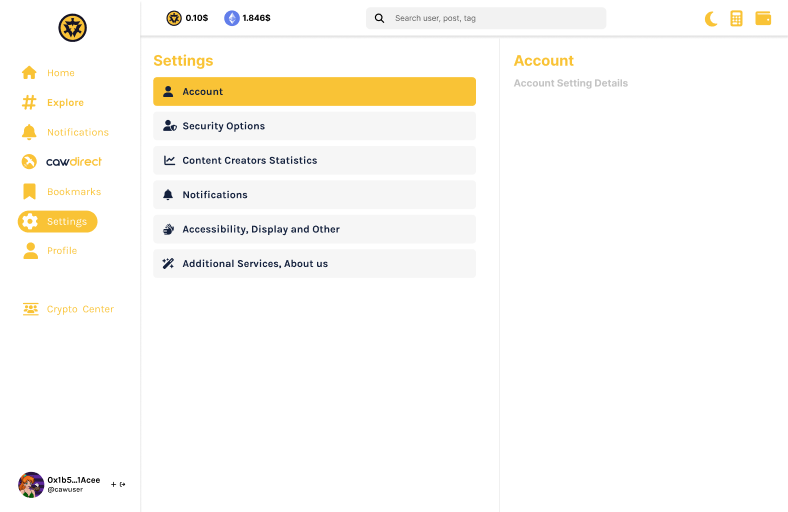 0.10$
1.846$
Search user, post, tag
Home
Explore
Notifications
cawdirect
Bookmarks
Settings
Profile
Crypto Center
0x1b5...1Acee
@cawuser
Settings
Account
Security Options
Content Creators Statistics
Notifications
Accessibility, Display and Other
Additional Services, About us
Account
Account Setting Details